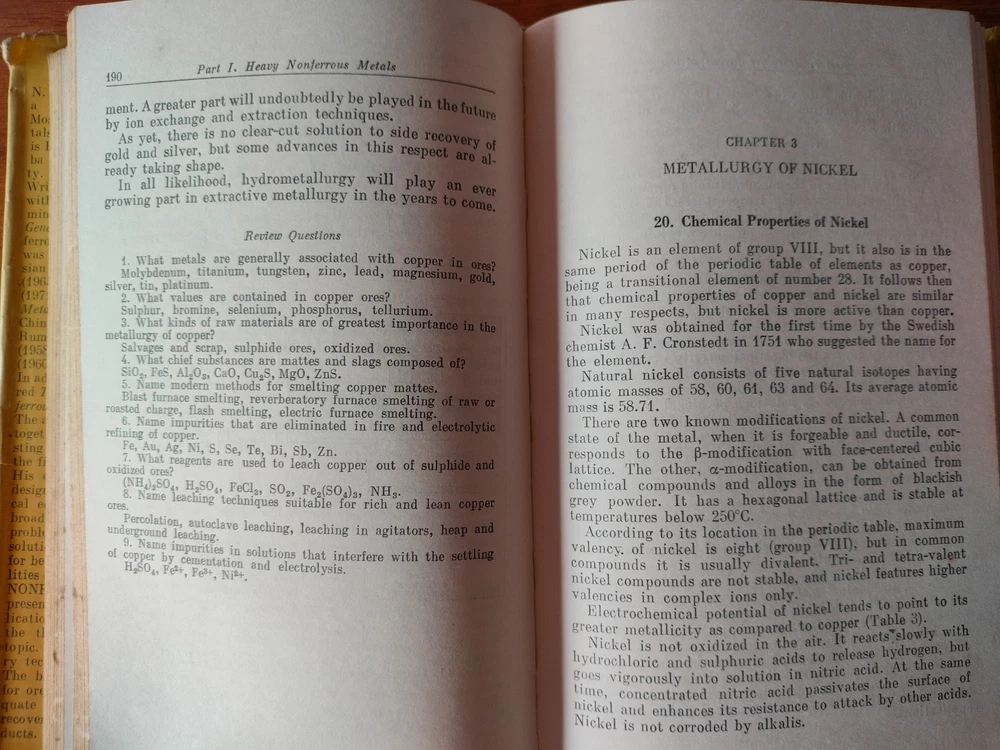 190
Part I. Heavy Nonferrous Metals
ment. A greater part will undoubtedly be played in the future
by ion exchange and extraction techniques.
As yet, there is no clear-cut solution to side recovery of
gold and silver, but some advances in this respect are al-
ready taking shape.
In all likelihood, hydrometallurgy will play an ever
growing part in extractive metallurgy in the years to come.
Review Questions
1. What metals are generally associated with copper in ores?
Molybdenum, titanium, tungsten, zinc, lead, magnesium, gold,
silver, tin, platinum.
2. What values are contained in copper ores?
Sulphur, bromine, selenium, phosphorus, tellurium.
3. What kinds of raw materials are of greatest importance in the
metallurgy of copper?
Salvages and scrap, sulphide ores, oxidized ores.
4. What chief substances are mattes and slags composed of?
SiO₂, FeS, Al₂O₃, CaO, Cu₂S, MgO, ZnS.
5. Name modern methods for smelting copper mattes.
Blast furnace smelting, reverberatory furnace smelting of raw or
roasted charge, flash smelting, electric furnace smelting.
6. Name impurities that are eliminated in fire and electrolytic
refining of copper.
Fe, Au, Ag, Ni, S, Se, Te, Bi, Sb, Zn.
7. What reagents are used to leach copper out of sulphide and
oxidized ores?
(NH₄)₂SO₄, H₂SO₄, FeCl₃, SO₂, Fe₂(SO₄)₃, NH₃.
8. Name leaching techniques suitable for rich and lean copper
ores.
Percolation, autoclave leaching, leaching in agitators, heap and
underground leaching.
9. Name impurities in solutions that interfere with the settling
of copper by cementation and electrolysis.
H₂SO₄, Fe²⁺, Fe³⁺, Ni²⁺.
CHAPTER 3
METALLURGY OF NICKEL
20. Chemical Properties of Nickel
Nickel is an element of group VIII, but it also is in the
same period of the periodic table of elements as copper,
being a transitional element of number 28. It follows then
that chemical properties of copper and nickel are similar
in many respects, but nickel is more active than copper.
Nickel was obtained for the first time by the Swedish
chemist A. F. Cronstedt in 1751 who suggested the name for
the element.
Natural nickel consists of five natural isotopes having
atomic masses of 58, 60, 61, 63 and 64. Its average atomic
mass is 58.71.
There are two known modifications of nickel. A common
state of the metal, when it is forgeable and ductile, cor-
responds to the β-modification with face-centered cubic
lattice. The other, α-modification, can be obtained from
chemical compounds and alloys in the form of blackish
grey powder. It has a hexagonal lattice and is stable at
temperatures below 250°C.
According to its location in the periodic table, maximum
valency of nickel is eight (group VIII), but in common
compounds it is usually divalent. Tri- and tetra-valent
nickel compounds are not stable, and nickel features higher
valencies in complex ions only.
Electrochemical potential of nickel tends to point to its
greater metallicity as compared to copper (Table 3).
Nickel is not oxidized in the air. It reacts slowly with
hydrochloric and sulphuric acids to release hydrogen, but
goes vigorously into solution in nitric acid. At the same
time, concentrated nitric acid passivates the surface of
nickel and enhances its resistance to attack by other acids.
Nickel is not corroded by alkalis.